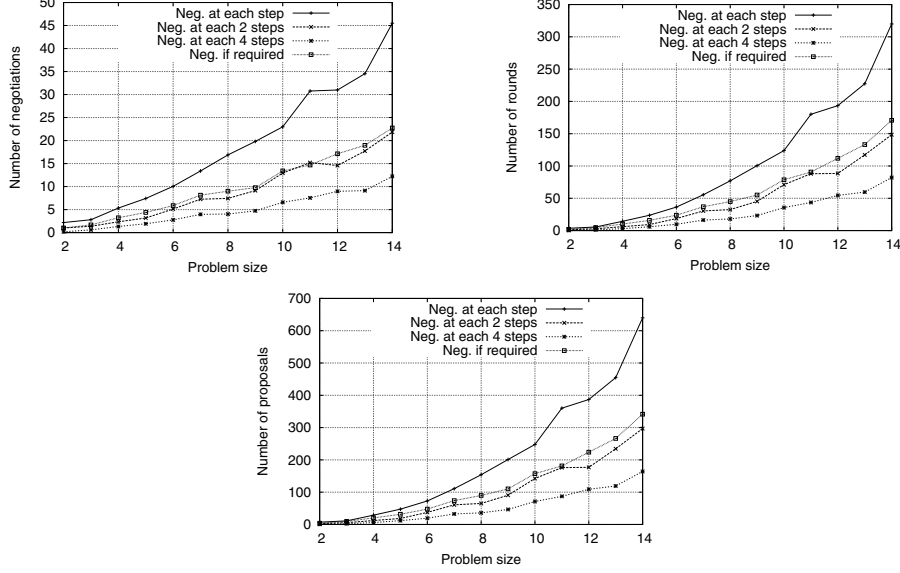 50
45
40
35
30
25
20
15
10
5
0
2 4 6 8 10 12 14
Number of negotiations
Problem size
Neg. at each step
Neg. at each 2 steps
Neg. at each 4 steps
Neg. if required
350
300
250
200
150
100
50
0
2 4 6 8 10 12 14
Number of rounds
Problem size
Neg. at each step
Neg. at each 2 steps
Neg. at each 4 steps
Neg. if required
700
600
500
400
300
200
100
0
2 4 6 8 10 12 14
Number of proposals
Problem size
Neg. at each step
Neg. at each 2 steps
Neg. at each 4 steps
Neg. if required